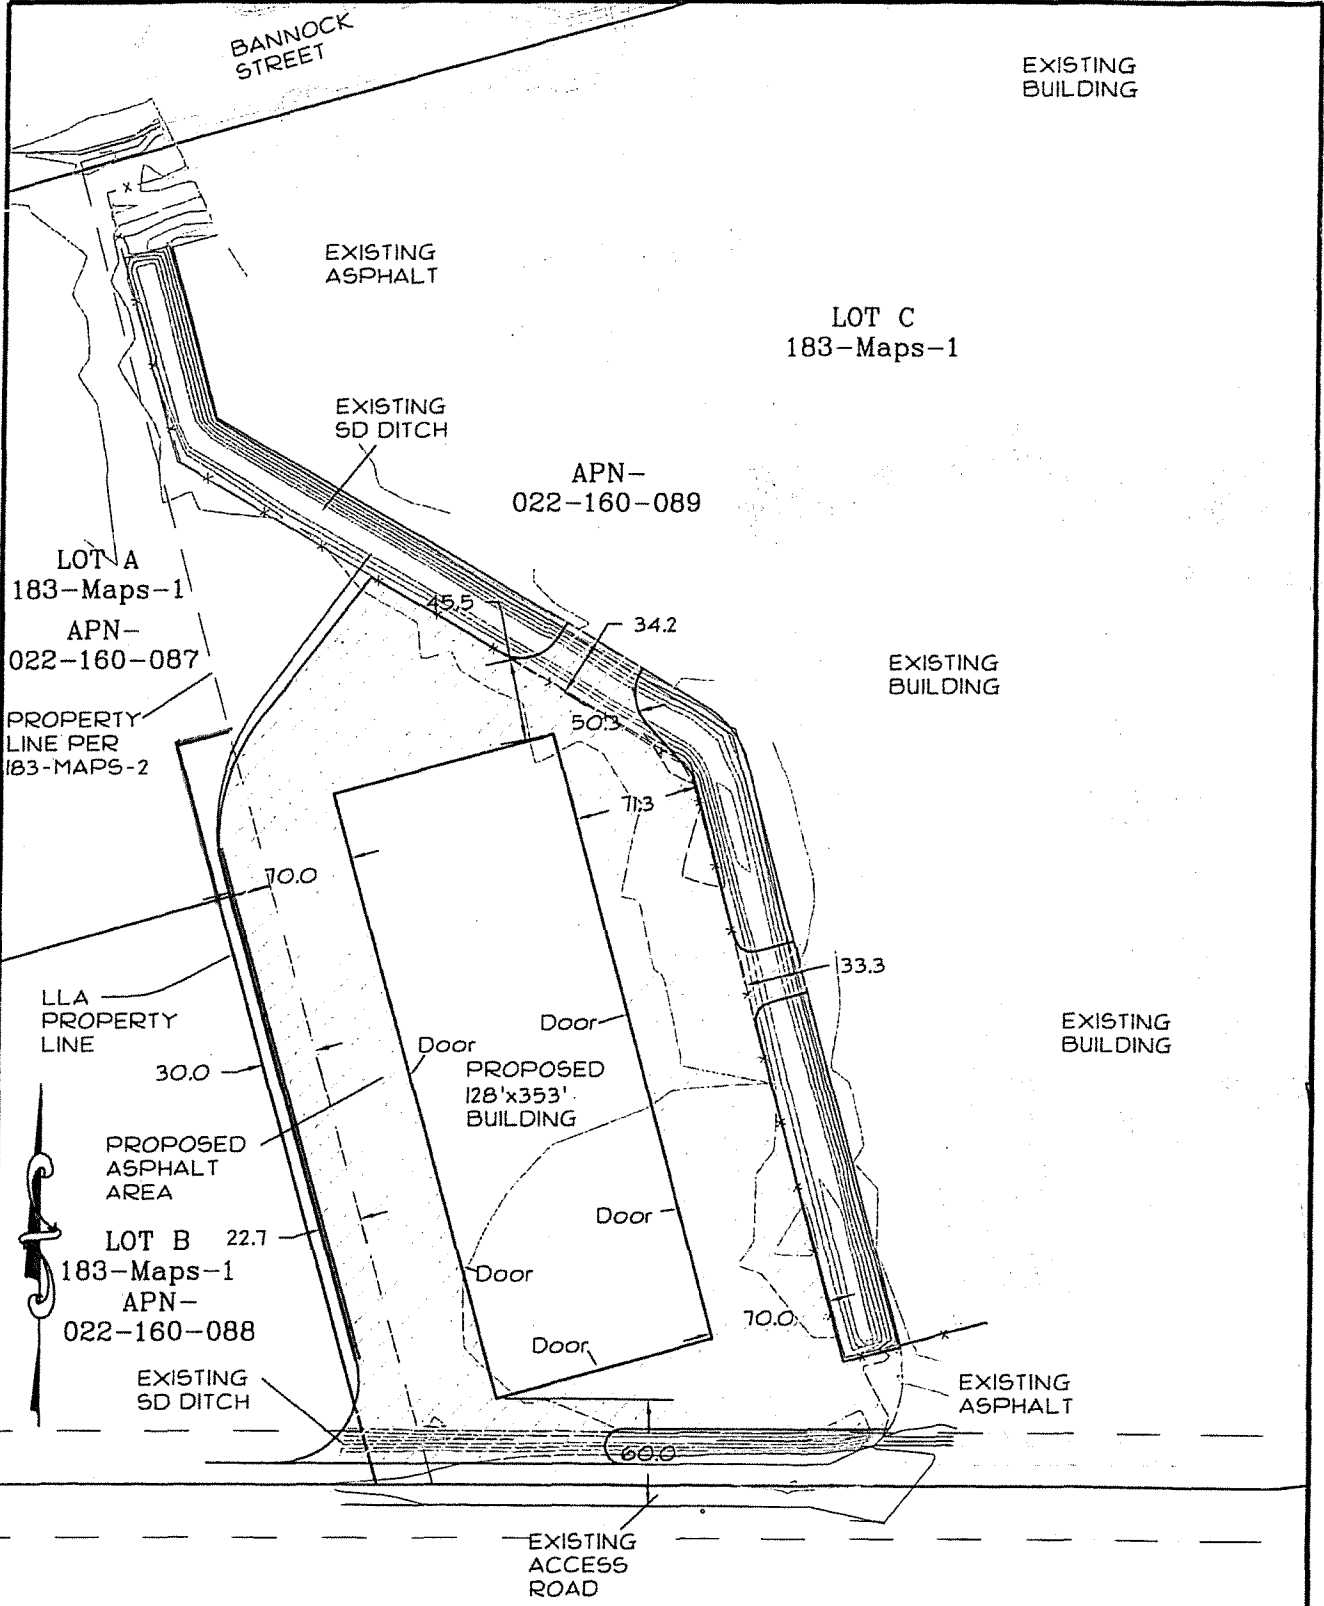 BANNOCK
STREET
EXISTING
BUILDING
EXISTING
ASPHALT
LOT C
183-Maps-1
EXISTING
SD DITCH
APN-
022-160-089
LOT A
183-Maps-1
APN-
022-160-087
45.5
34.2
EXISTING
BUILDING
PROPERTY
LINE PER
183-MAPS-2
50.3
71.3
70.0
33.3
LLA
PROPERTY
LINE
Door
Door
EXISTING
BUILDING
30.0
PROPOSED
128'x353'
BUILDING
PROPOSED
ASPHALT
AREA
Door
LOT B
183-Maps-1
APN-
022-160-088
22.7
Door
70.0
Door
EXISTING
SD DITCH
EXISTING
ASPHALT
60.0
EXISTING
ACCESS
ROAD